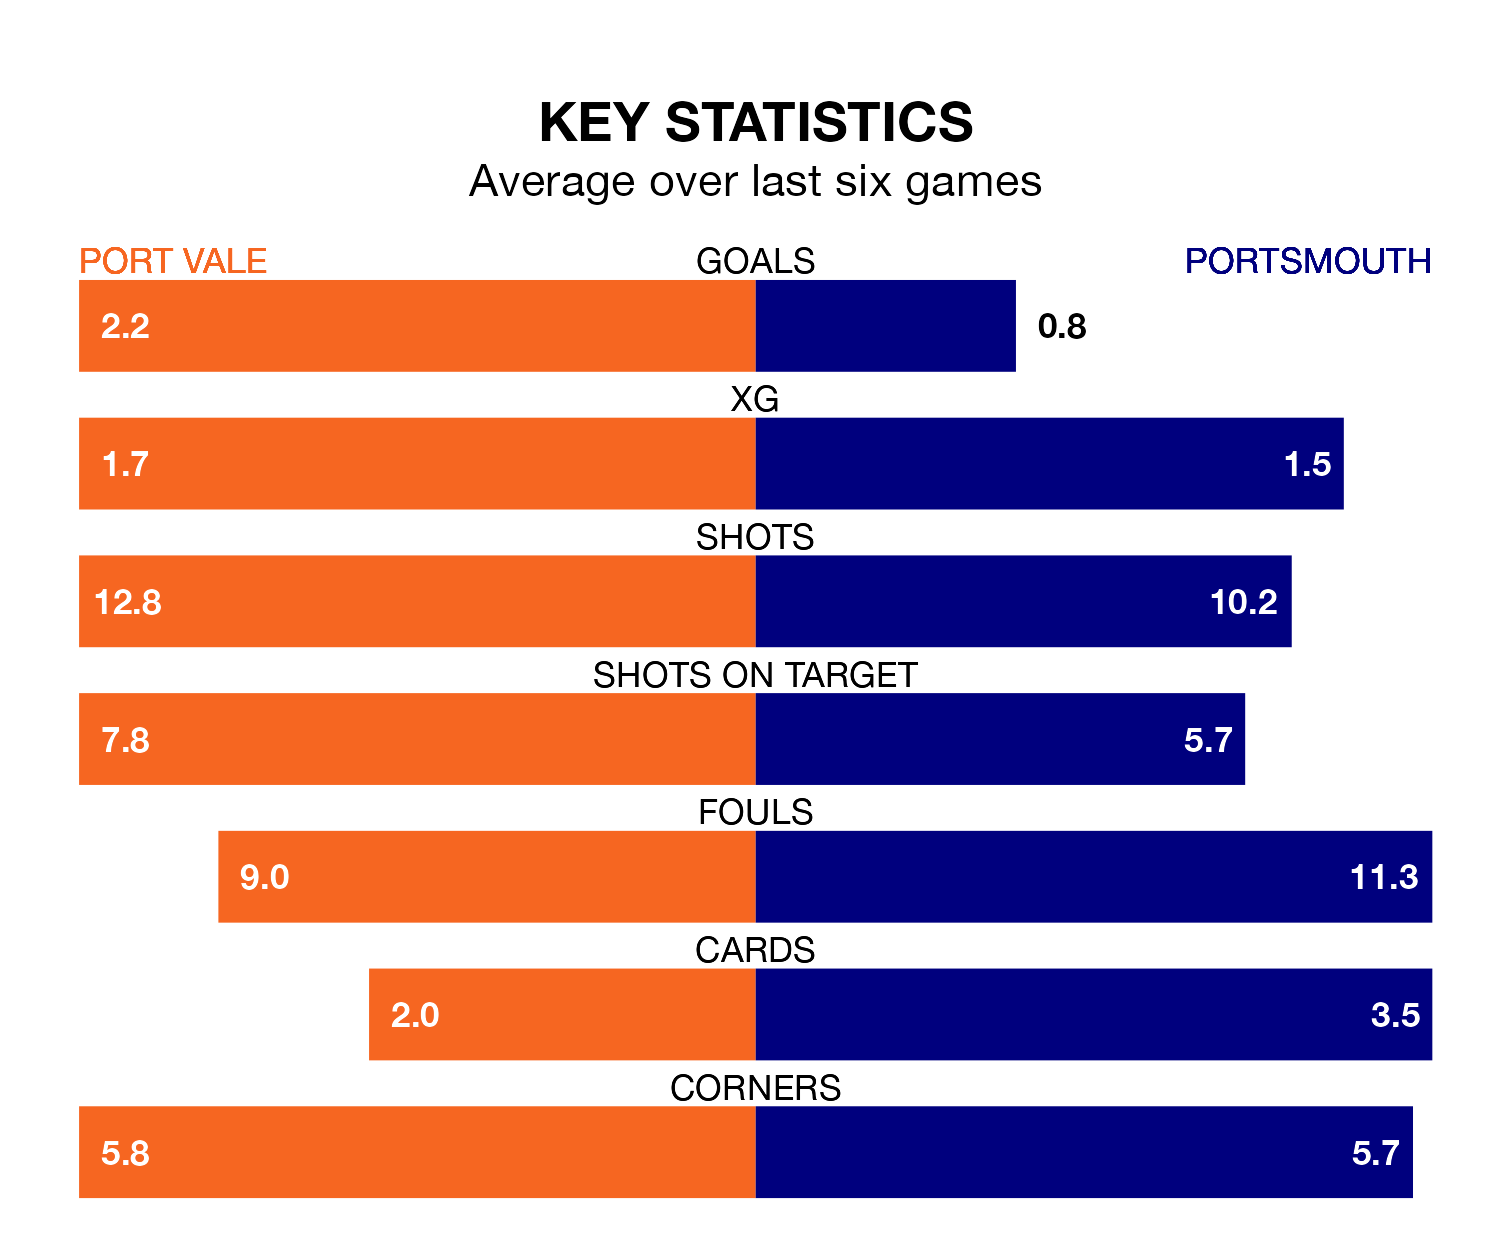 KEY STATISTICS
Average over last six games
PORT VALE GOALS PORTSMOUTH
2.2 0.8
XG
1.7 1.5
SHOTS
12.8 10.2
SHOTS ON TARGET
7.8 5.7
FOULS
9.0 11.3
CARDS
2.0 3.5
CORNERS
5.8 5.7